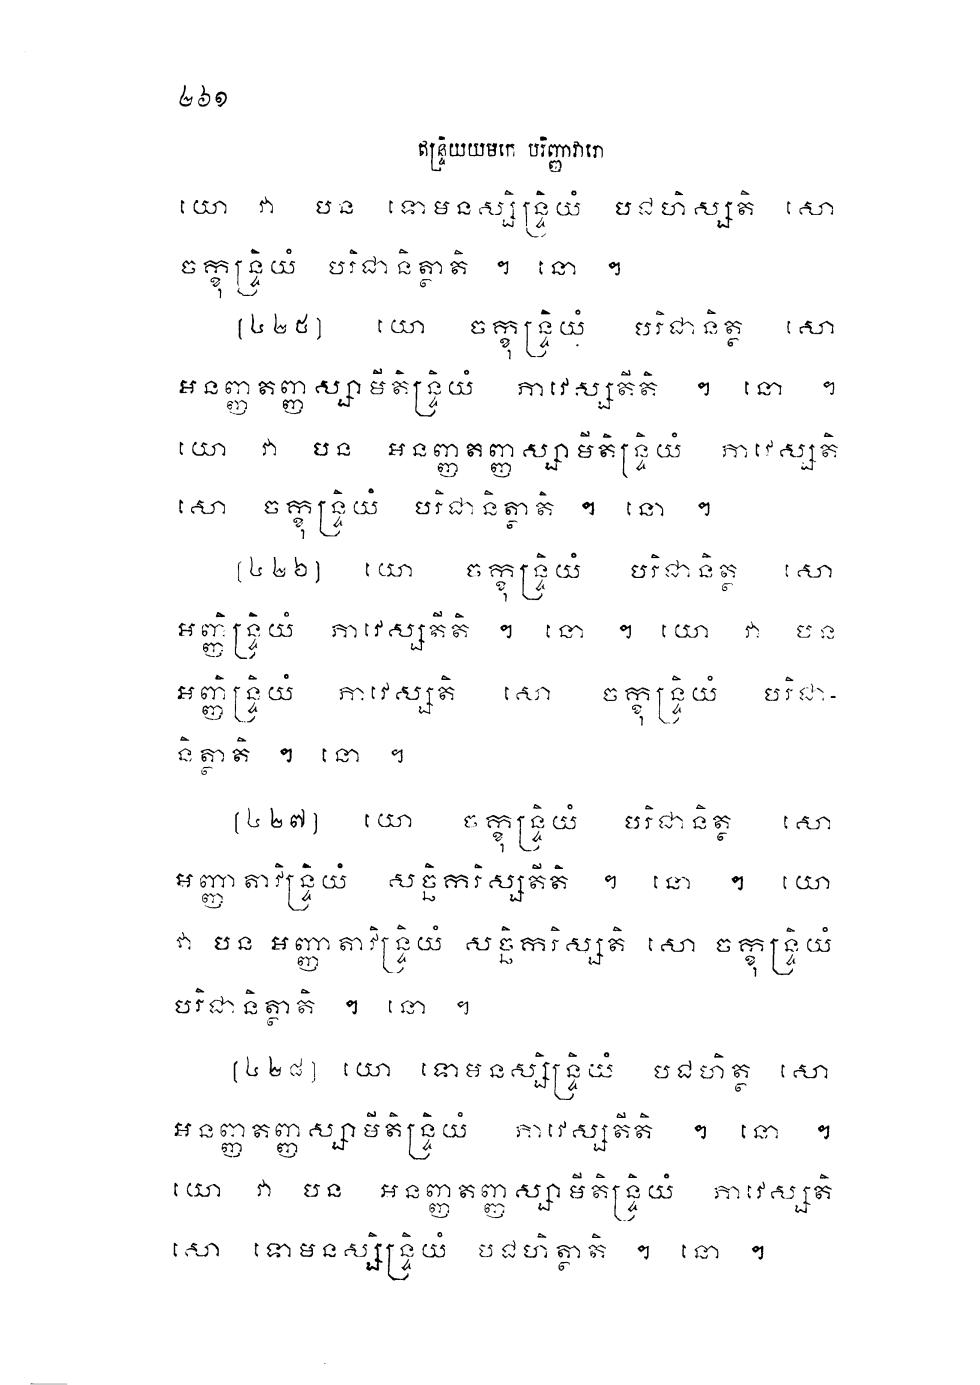 ៤៦១
ឥន្ទ្រិយយមកេ បរិញ្ញាវារោ
យោ វា បន ទោមនស្សិន្ទ្រិយំ បជហិស្សតិ សោ
ចក្ខុន្ទ្រិយំ បរិជានិត្ថាតិ ។ នោ ។
(៤២៥) យោ ចក្ខុន្ទ្រិយំ បរិជានិត្ថ សោ
អនញ្ញតញ្ញស្សាមីតិន្ទ្រិយំ ភាវេស្សតីតិ ។ នោ ។
យោ វា បន អនញ្ញតញ្ញស្សាមីតិន្ទ្រិយំ ភាវេស្សតិ
សោ ចក្ខុន្ទ្រិយំ បរិជានិត្ថាតិ ។ នោ ។
(៤២៦) យោ ចក្ខុន្ទ្រិយំ បរិជានិត្ថ សោ
អញ្ញិន្ទ្រិយំ ភាវេស្សតីតិ ។ នោ ។ យោ វា បន
អញ្ញិន្ទ្រិយំ ភាវេស្សតិ សោ ចក្ខុន្ទ្រិយំ បរិជា-
និត្ថាតិ ។ នោ ។
(៤២៧) យោ ចក្ខុន្ទ្រិយំ បរិជានិត្ថ សោ
អញ្ញាតាវិន្ទ្រិយំ សច្ឆិករិស្សតីតិ ។ នោ ។ យោ
វា បន អញ្ញាតាវិន្ទ្រិយំ សច្ឆិករិស្សតិ សោ ចក្ខុន្ទ្រិយំ
បរិជានិត្ថាតិ ។ នោ ។
(៤២៨) យោ ទោមនស្សិន្ទ្រិយំ បជហិត្ថ សោ
អនញ្ញតញ្ញស្សាមីតិន្ទ្រិយំ ភាវេស្សតីតិ ។ នោ ។
យោ វា បន អនញ្ញតញ្ញស្សាមីតិន្ទ្រិយំ ភាវេស្សតិ
សោ ទោមនស្សិន្ទ្រិយំ បជហិត្ថាតិ ។ នោ ។